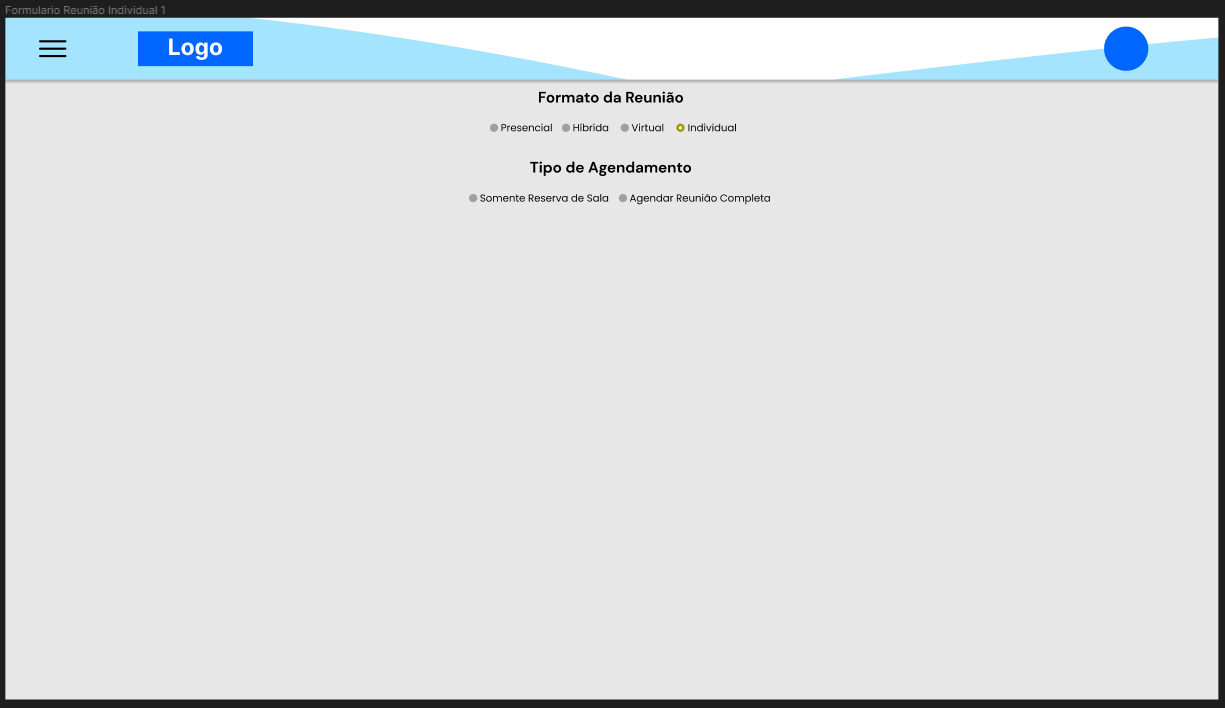 Formulario Reunião Individual 1
Logo
Formato da Reunião
Presencial Híbrida Virtual Individual
Tipo de Agendamento
Somente Reserva de Sala Agendar Reunião Completa